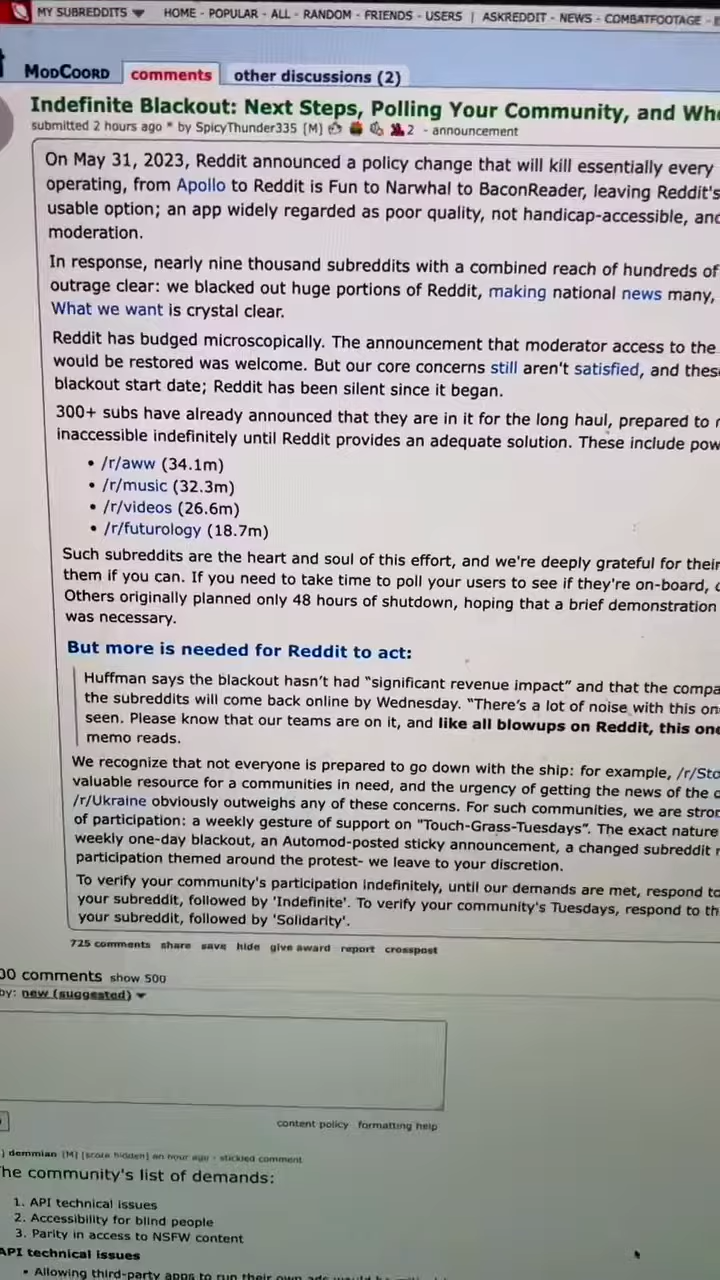 MY SUBREDDITS ▼ HOME - POPULAR - ALL - RANDOM - FRIENDS - USERS | ASKREDDIT - NEWS - COMBATFOOTAGE -
MODCOORD comments other discussions (2)
Indefinite Blackout: Next Steps, Polling Your Community, and Whe
submitted 2 hours ago * by SpicyThunder335 [M] 2 - announcement
On May 31, 2023, Reddit announced a policy change that will kill essentially every
operating, from Apollo to Reddit is Fun to Narwhal to BaconReader, leaving Reddit's
usable option; an app widely regarded as poor quality, not handicap-accessible, and
moderation.
In response, nearly nine thousand subreddits with a combined reach of hundreds of
outrage clear: we blacked out huge portions of Reddit, making national news many,
What we want is crystal clear.
Reddit has budged microscopically. The announcement that moderator access to the
would be restored was welcome. But our core concerns still aren't satisfied, and thes
blackout start date; Reddit has been silent since it began.
300+ subs have already announced that they are in it for the long haul, prepared to r
inaccessible indefinitely until Reddit provides an adequate solution. These include pow
• /r/aww (34.1m)
• /r/music (32.3m)
• /r/videos (26.6m)
• /r/futurology (18.7m)
Such subreddits are the heart and soul of this effort, and we're deeply grateful for their
them if you can. If you need to take time to poll your users to see if they're on-board,
Others originally planned only 48 hours of shutdown, hoping that a brief demonstration
was necessary.
But more is needed for Reddit to act:
Huffman says the blackout hasn't had "significant revenue impact" and that the compa
the subreddits will come back online by Wednesday. "There's a lot of noise with this on
seen. Please know that our teams are on it, and like all blowups on Reddit, this one
memo reads.
We recognize that not everyone is prepared to go down with the ship: for example, /r/Sto
valuable resource for a communities in need, and the urgency of getting the news of the
/r/Ukraine obviously outweighs any of these concerns. For such communities, we are stron
of participation: a weekly gesture of support on "Touch-Grass-Tuesdays". The exact nature
weekly one-day blackout, an Automod-posted sticky announcement, a changed subreddit r
participation themed around the protest- we leave to your discretion.
To verify your community's participation indefinitely, until our demands are met, respond to
your subreddit, followed by 'Indefinite'. To verify your community's Tuesdays, respond to th
your subreddit, followed by 'Solidarity'.
725 comments share save hide give award report crosspost
00 comments show 500
by: new (suggested) ▼
content policy formatting help
] demmian [M] [score hidden] an hour ago - stickied comment
he community's list of demands:
1. API technical issues
2. Accessibility for blind people
3. Parity in access to NSFW content
API technical issues
• Allowing third-party apps to run their own ads would be